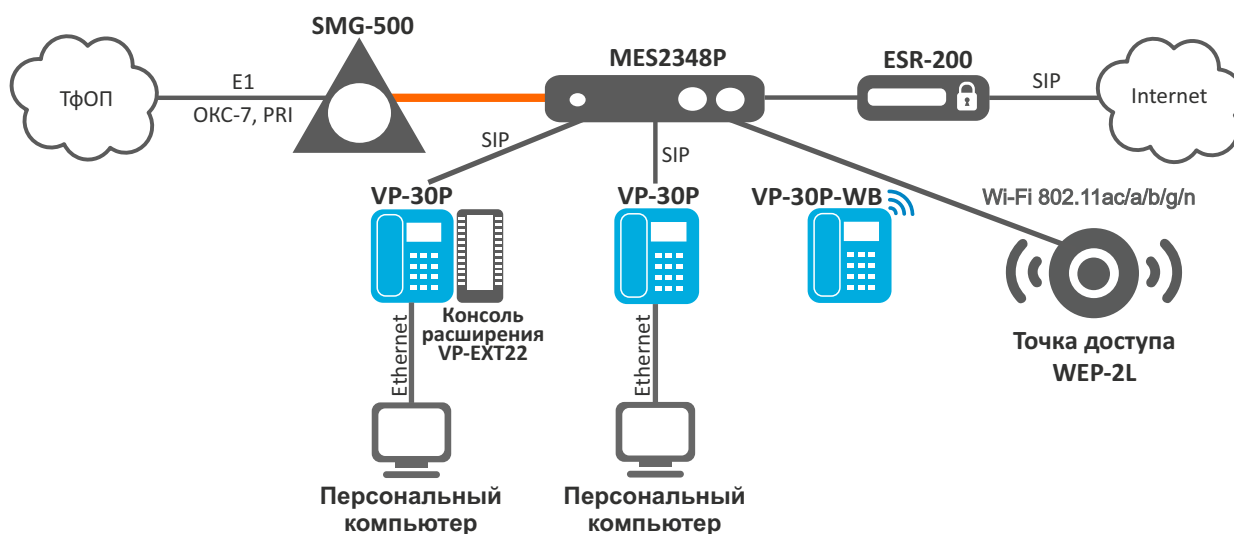 SMG-500
MES2348P
ESR-200
ТфОП
E1
ОКС-7, PRI
SIP
Internet
SIP
SIP
VP-30P
VP-30P
VP-30P-WB
Wi-Fi 802.11ac/a/b/g/n
Консоль
расширения
VP-EXT22
Ethernet
Ethernet
Точка доступа
WEP-2L
Персональный
компьютер
Персональный
компьютер